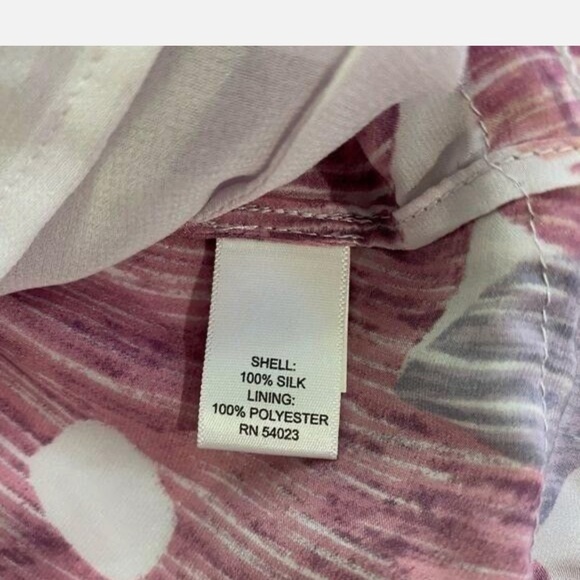 SHELL:
100% SILK
LINING:
100% POLYESTER
RN 54023